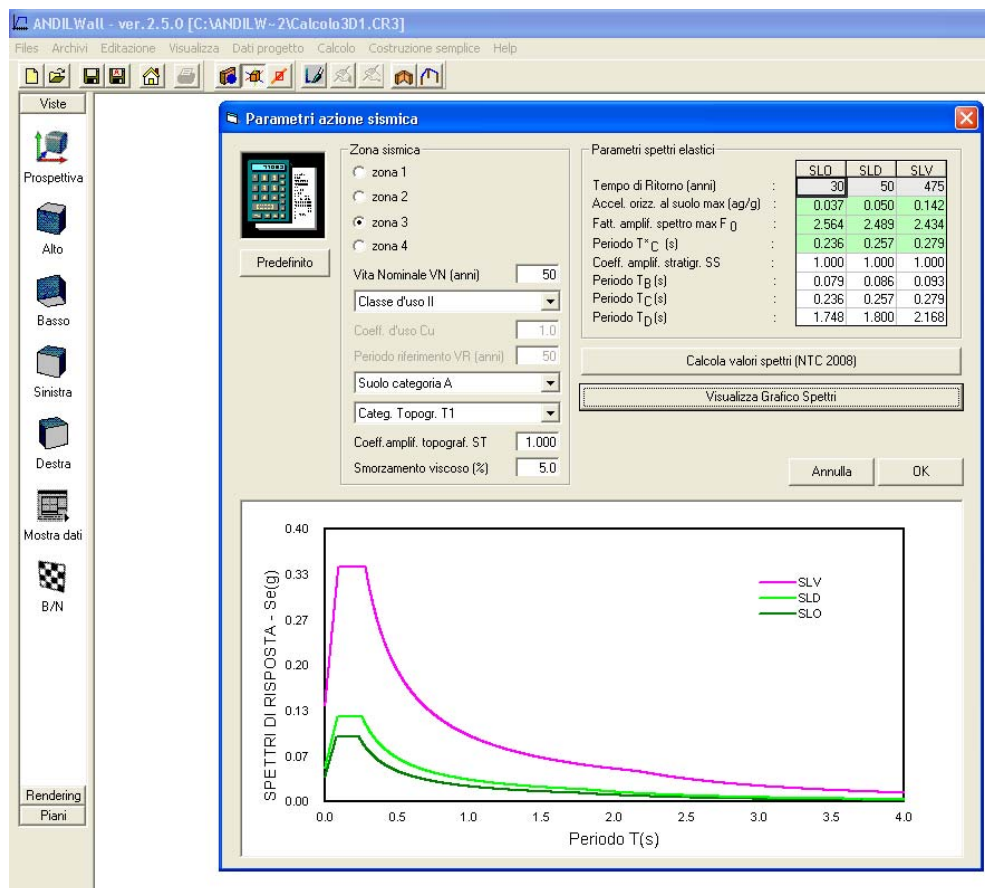 ANDILWall - ver.2.5.0 [C:\ANDILW~2\Calcolo3D1.CR3]
Files Archivi Editazione Visualizza Dati progetto Calcolo Costruzione semplice Help
Viste
Prospettiva
Alto
Basso
Sinistra
Destra
Mostra dati
B/N
Rendering
Piani
Parametri azione sismica
Predefinito
Zona sismica
zona 1
zona 2
zona 3
zona 4
Vita Nominale VN (anni) 50
Classe d'uso II
Coeff. d'uso Cu 1.0
Periodo riferimento VR (anni) 50
Suolo categoria A
Categ. Topogr. T1
Coeff.amplif. topograf. ST 1.000
Smorzamento viscoso (%) 5.0
Parametri spettri elastici
SLO SLD SLV
Tempo di Ritorno (anni) : 30 50 475
Accel. orizz. al suolo max (ag/g) : 0.037 0.050 0.142
Fatt. amplif. spettro max F0 : 2.564 2.489 2.434
Periodo T*C (s) : 0.236 0.257 0.279
Coeff. amplif. stratigr. SS : 1.000 1.000 1.000
Periodo TB(s) : 0.079 0.086 0.093
Periodo TC(s) : 0.236 0.257 0.279
Periodo TD(s) : 1.748 1.800 2.168
Calcola valori spettri (NTC 2008)
Visualizza Grafico Spettri
Annulla OK
SPETTRI DI RISPOSTA - Se(g)
0.40
0.33
0.27
0.20
0.13
0.07
0.00
SLV
SLD
SLO
0.0 0.5 1.0 1.5 2.0 2.5 3.0 3.5 4.0
Periodo T(s)